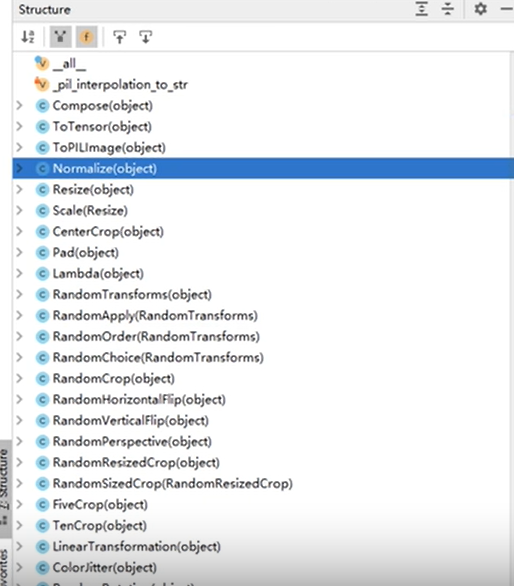 Structure
__all__
_pil_interpolation_to_str
Compose(object)
ToTensor(object)
ToPILImage(object)
Normalize(object)
Resize(object)
Scale(Resize)
CenterCrop(object)
Pad(object)
Lambda(object)
RandomTransforms(object)
RandomApply(RandomTransforms)
RandomOrder(RandomTransforms)
RandomChoice(RandomTransforms)
RandomCrop(object)
RandomHorizontalFlip(object)
RandomVerticalFlip(object)
RandomPerspective(object)
RandomResizedCrop(object)
RandomSizedCrop(RandomResizedCrop)
FiveCrop(object)
TenCrop(object)
LinearTransformation(object)
ColorJitter(object)
Structure